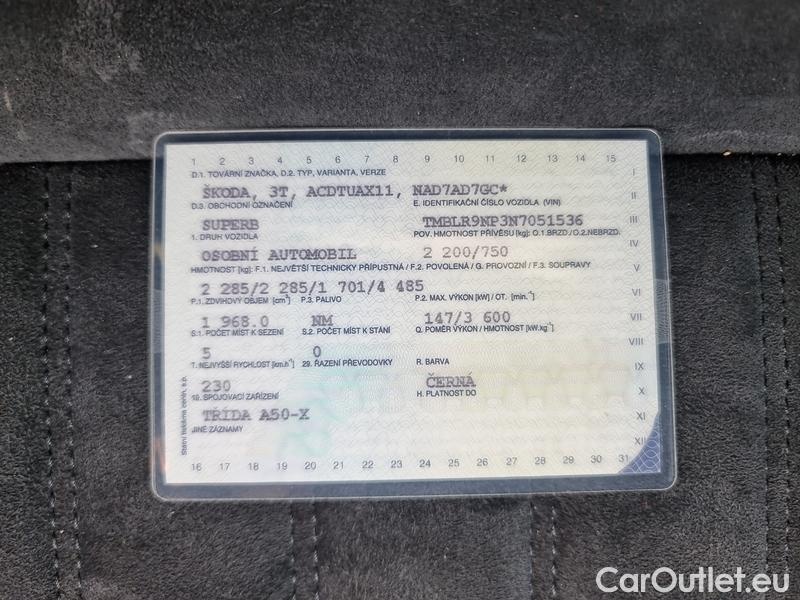 1 2 3 4 5 6 7 8 9 10 11 12 13 14 15
D.1. TOVÁRNÍ ZNAČKA, D.2. TYP, VARIANTA, VERZE I
ŠKODA, 3T, ACDTUAX11, NAD7AD7GC*
D.3. OBCHODNÍ OZNAČENÍ E. IDENTIFIKAČNÍ ČÍSLO VOZIDLA (VIN) II
SUPERB TMBLR9NP3N7051536 III
1. DRUH VOZIDLA POV. HMOTNOST PŘÍVĚSU [kg]: O.1 BRZD./O.2.NEBRZD.
OSOBNÍ AUTOMOBIL 2 200/750 IV
HMOTNOST [kg]: F.1. NEJVĚTŠÍ TECHNICKY PŘÍPUSTNÁ / F.2. POVOLENÁ / G. PROVOZNÍ / F.3. SOUPRAVY V
2 285/2 285/1 701/4 485
P.1. ZDVIHOVÝ OBJEM [cm³] P.3. PALIVO P.2. MAX. VÝKON [kW] / OT. [min.⁻¹] VI
1 968.0 NM 147/3 600 VII
S.1. POČET MÍST K SEZENÍ S.2. POČET MÍST K STÁNÍ Q. POMĚR VÝKON / HMOTNOST [kW.kg⁻¹]
5 0 VIII
T. NEJVYŠŠÍ RYCHLOST [km.h⁻¹] 29. ŘAZENÍ PŘEVODOVKY R. BARVA IX
230 ČERNÁ
19. SPOJOVACÍ ZAŘÍZENÍ H. PLATNOST DO X
TŘÍDA A50-X XI
JINÉ ZÁZNAMY
XII
16 17 18 19 20 21 22 23 24 25 26 27 28 29 30 31
Státní tiskárna cenin, s.p.
CarOutlet.eu